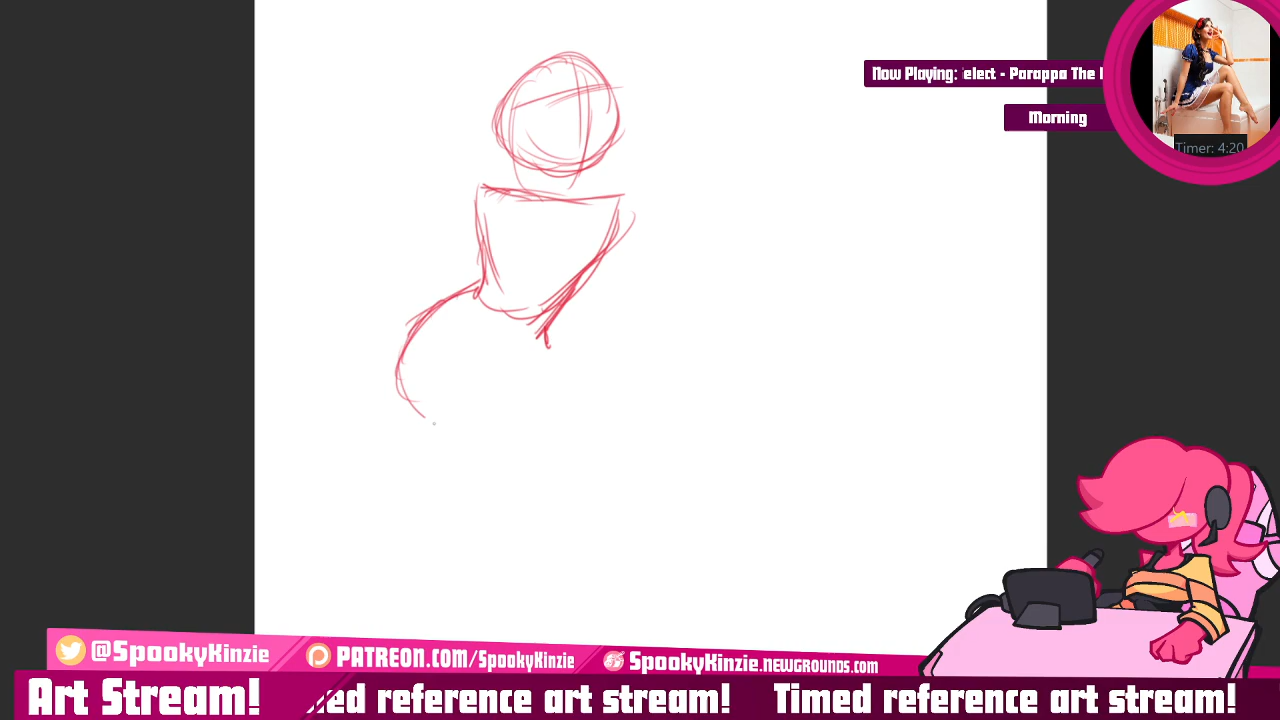 Now Playing: elect - Parappa The
Morning
Timer: 4:20
@SpookyKinzie
PATREON.COM/SpookyKinzie
SpookyKinzie.NEWGROUNDS.com
Art Stream!
ed reference art stream! Timed reference art stream!